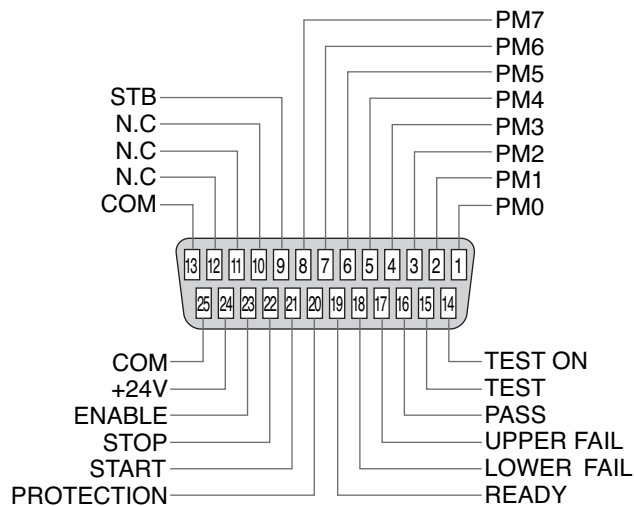 PM7
PM6
PM5
PM4
PM3
PM2
PM1
PM0
STB
N.C
N.C
N.C
COM
13 12 11 10 9 8 7 6 5 4 3 2 1
25 24 23 22 21 20 19 18 17 16 15 14
COM
+24V
ENABLE
STOP
START
PROTECTION
TEST ON
TEST
PASS
UPPER FAIL
LOWER FAIL
READY